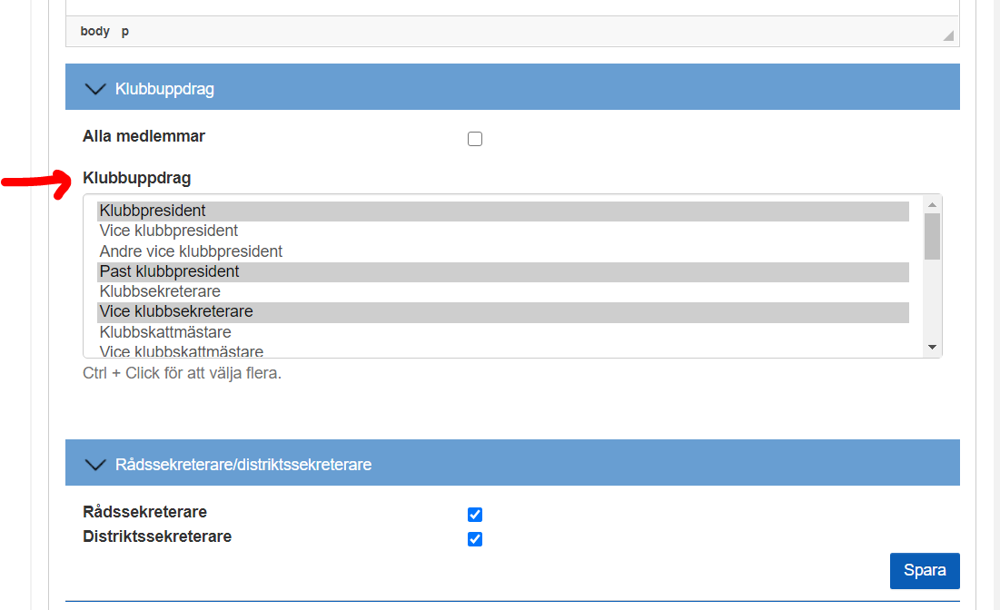 body p
Klubbuppdrag
Alla medlemmar
Klubbuppdrag
Klubbpresident
Vice klubbpresident
Andre vice klubbpresident
Past klubbpresident
Klubbsekreterare
Vice klubbsekreterare
Klubbskattmästare
Vice klubbskattmästare
Ctrl + Click för att välja flera.
Rådssekreterare/distriktssekreterare
Rådssekreterare
Distriktssekreterare
Spara